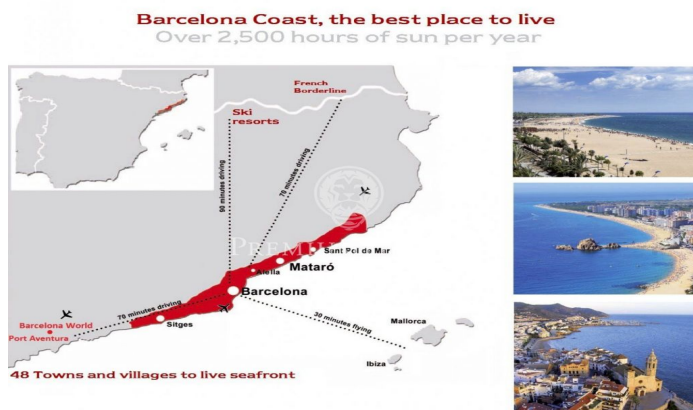 Barcelona Coast, the best place to live
Over 2,500 hours of sun per year
French
Borderline
Ski
resorts
90 minutes driving
70 minutes driving
Sant Pol de Mar
Mataró
Alella
Barcelona
70 minutes driving
Barcelona World
Port Aventura
Sitges
30 minute flying
Mallorca
Ibiza
48 Towns and villages to live seafront